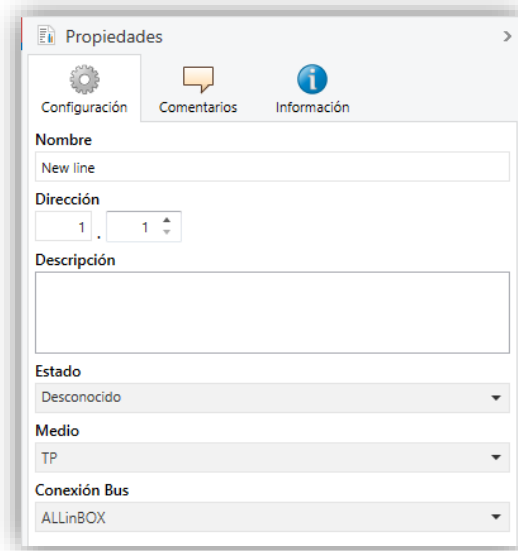 Propiedades
Configuración Comentarios Información
Nombre
New line
Dirección
1 . 1
Descripción
Estado
Desconocido
Medio
TP
Conexión Bus
ALLinBOX